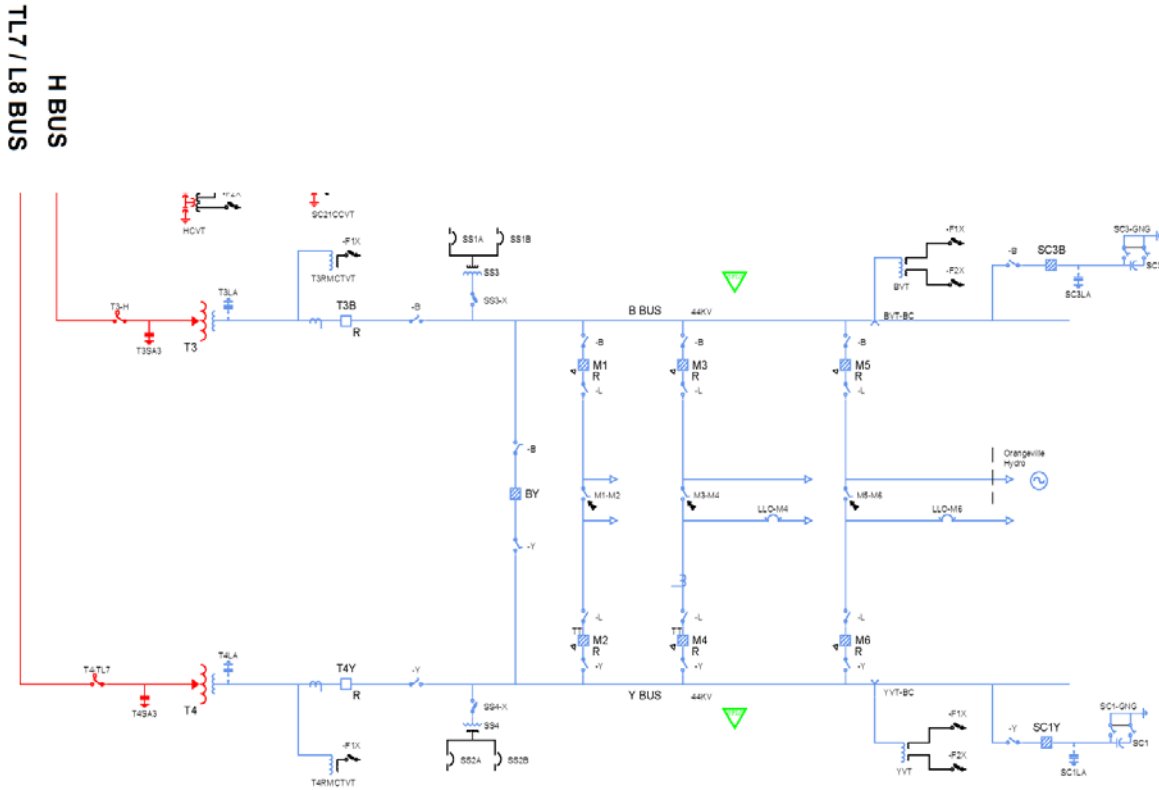 TL7 / L8 BUS
H BUS
HCVT
SC21CCVT
-F1X
T3RMCTVT
SS1A
SS1B
SS3
SS3-X
-F1X
-F2X
BVT
-B
SC3B
SC3-GNG
SC3LA
T3-H
T3LA
T3SA3
T3
T3B
R
-B
B BUS
44KV
BVT-BC
-B
-B
-B
M1
R
M3
R
M5
R
-L
-L
-L
-B
BY
-Y
M1-M2
M3-M4
M5-M6
Orangeville
Hydro
LLO-M4
LLO-M6
-L
-L
-L
TT
M2
R
TT
M4
R
M6
R
-Y
-Y
-Y
T4-TL7
T4LA
T4SA3
T4
T4Y
R
-Y
Y BUS
44KV
YVT-BC
SS4-X
SS4
SS2A
SS2B
-F1X
T4RMCTVT
-F1X
-F2X
YVT
-Y
SC1Y
SC1-GNG
SC1
SC1LA